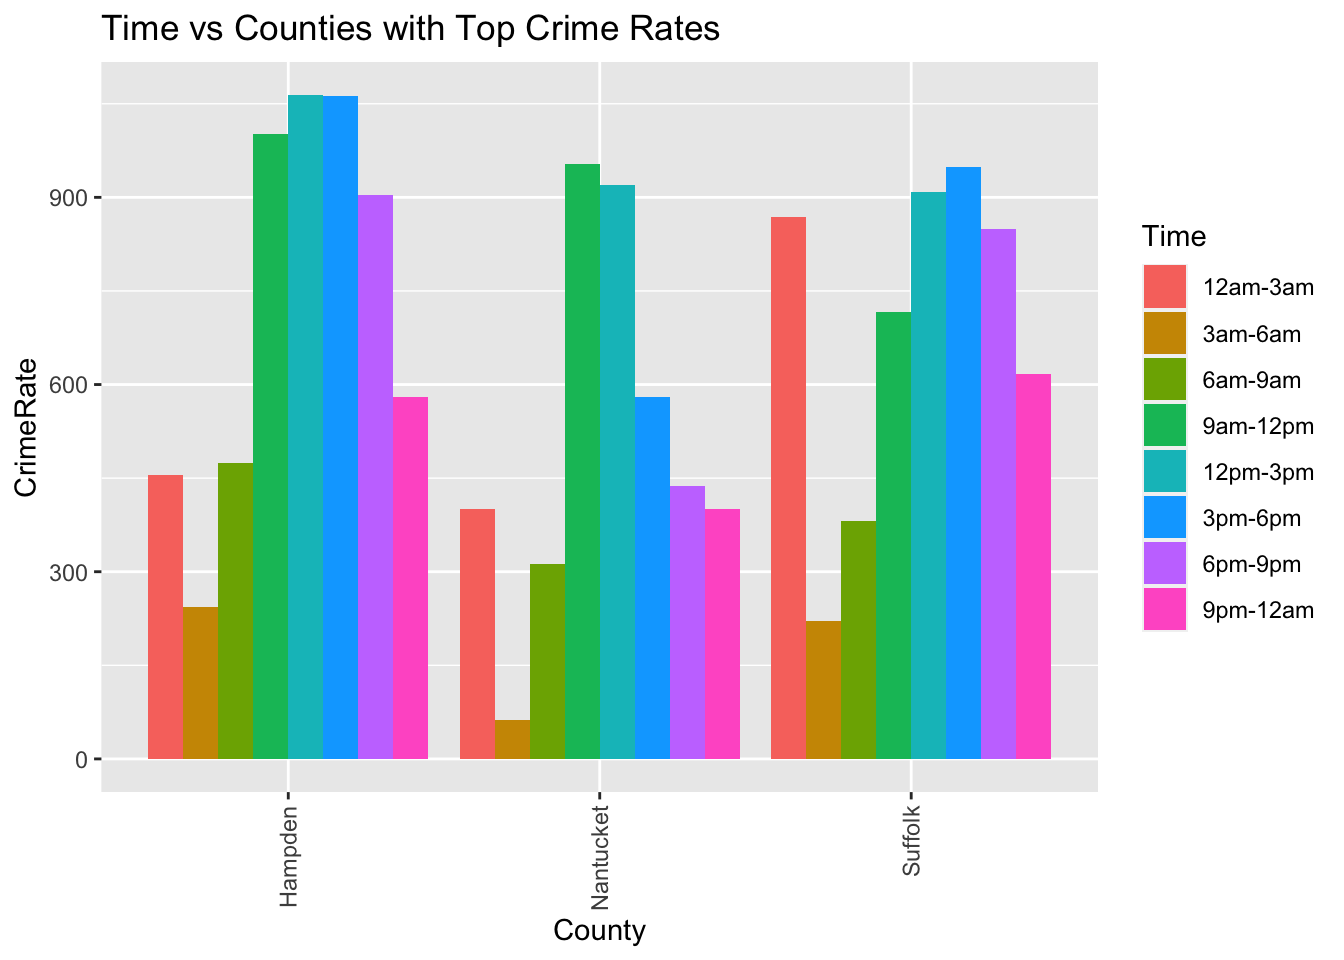 Time vs Counties with Top Crime Rates
CrimeRate
900
600
300
0
Hampden
Nantucket
Suffolk
County
Time
12am-3am
3am-6am
6am-9am
9am-12pm
12pm-3pm
3pm-6pm
6pm-9pm
9pm-12am